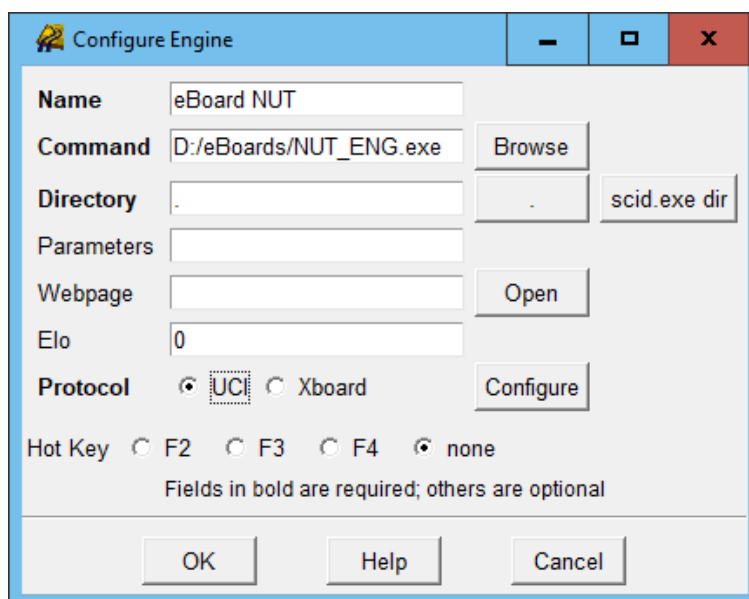 Configure Engine
Name eBoard NUT
Command D:/eBoards/NUT_ENG.exe Browse
Directory . . scid.exe dir
Parameters
Webpage Open
Elo 0
Protocol UCI Xboard Configure
Hot Key F2 F3 F4 none
Fields in bold are required; others are optional
OK Help Cancel